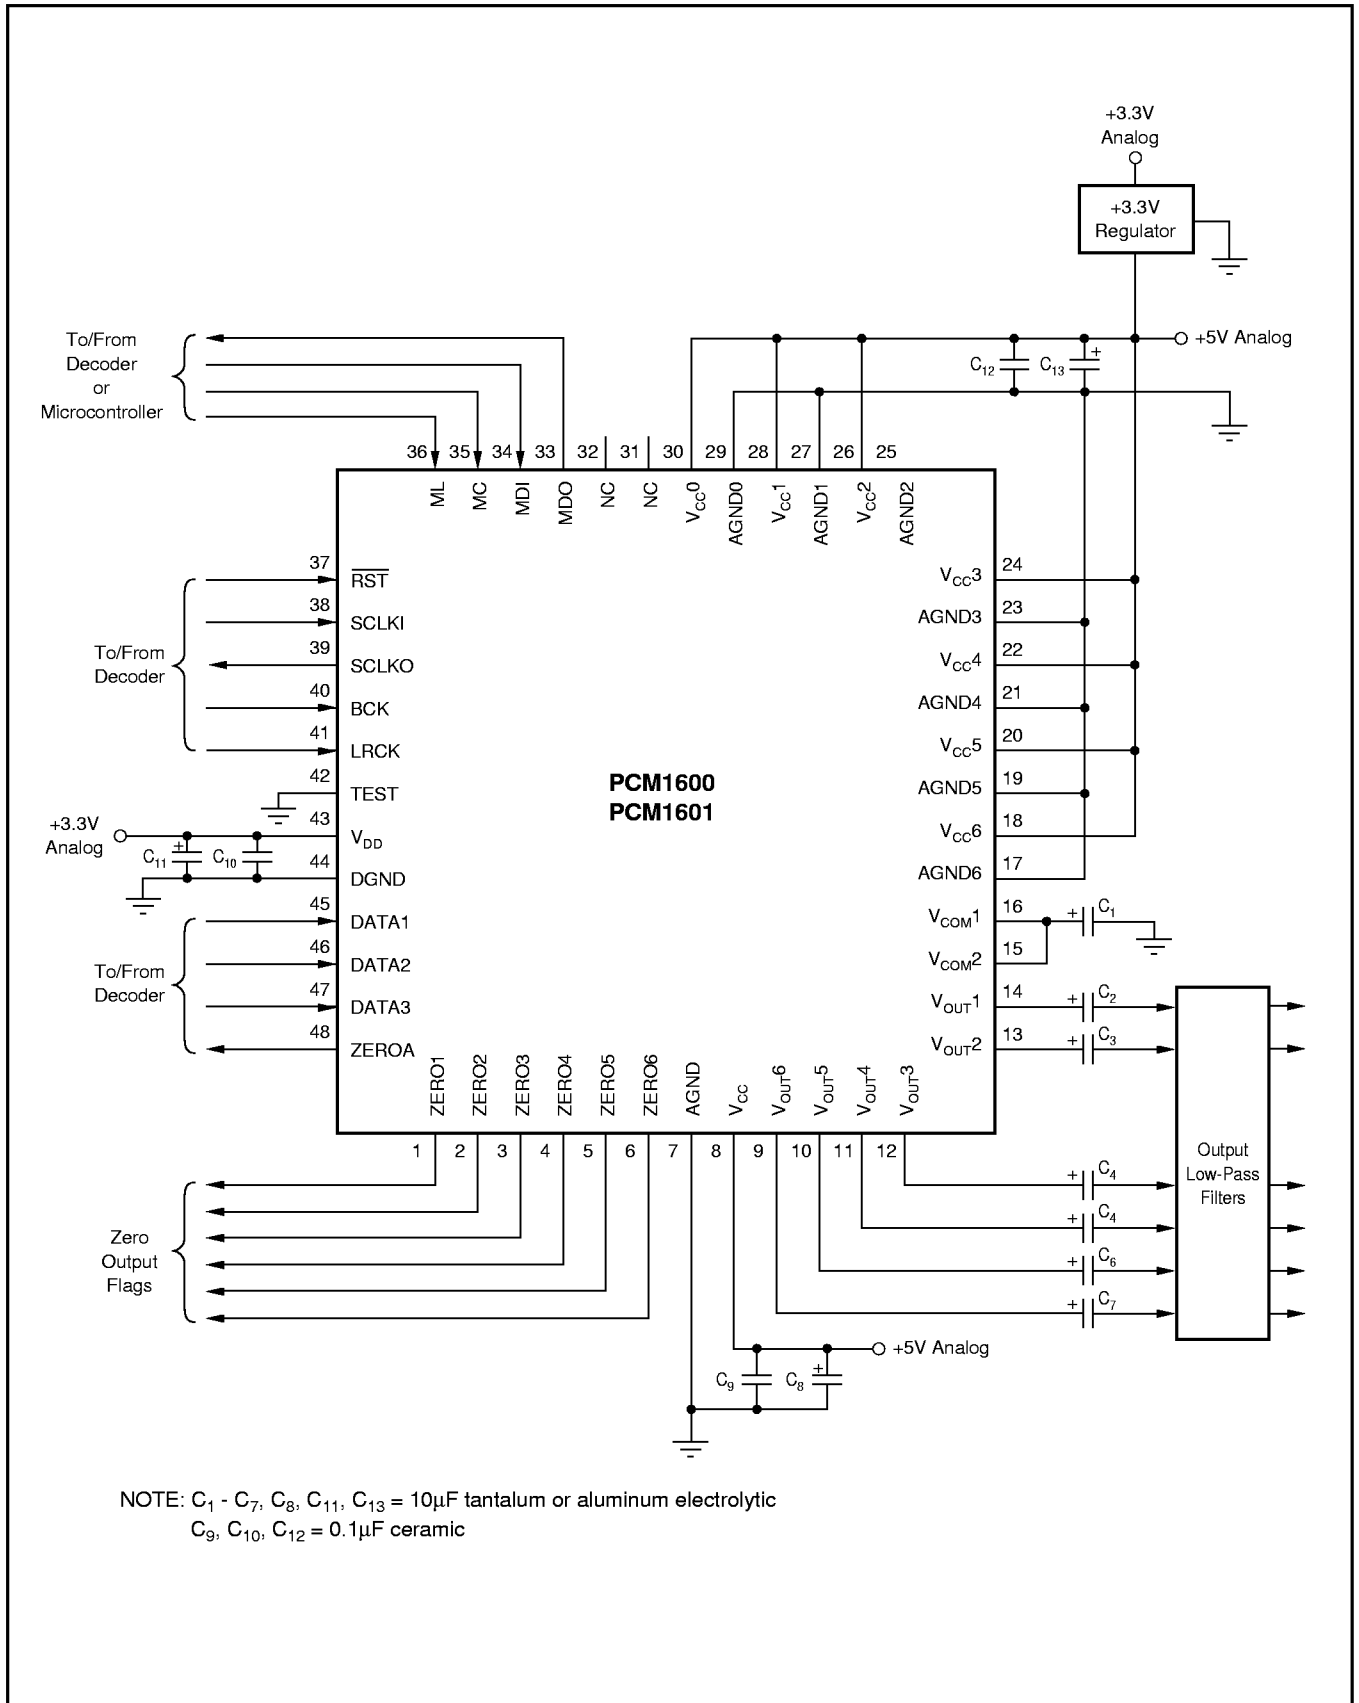 +3.3V
Analog
+3.3V
Regulator
To/From
Decoder
or
Microcontroller
+5V Analog
C12
C13
+
36 35 34 33 32 31 30 29 28 27 26 25
ML
MC
MDI
MDO
NC
NC
VCC0
AGND0
VCC1
AGND1
VCC2
AGND2
To/From
Decoder
37
RST
38
SCLKI
39
SCLKO
40
BCK
41
LRCK
42
TEST
+3.3V
Analog
+
C11
C10
43
VDD
44
DGND
To/From
Decoder
45
DATA1
46
DATA2
47
DATA3
48
ZEROA
PCM1600
PCM1601
VCC3
24
AGND3
23
VCC4
22
AGND4
21
VCC5
20
AGND5
19
VCC6
18
AGND6
17
VCOM1
16
+
C1
VCOM2
15
VOUT1
14
+
C2
VOUT2
13
+
C3
ZERO1
ZERO2
ZERO3
ZERO4
ZERO5
ZERO6
AGND
VCC
VOUT6
VOUT5
VOUT4
VOUT3
1 2 3 4 5 6 7 8 9 10 11 12
Zero
Output
Flags
+
C4
+
C4
+
C6
+
C7
Output
Low-Pass
Filters
+5V Analog
C9
C8
+
NOTE: C1 - C7, C8, C11, C13 = 10μF tantalum or aluminum electrolytic
C9, C10, C12 = 0.1μF ceramic